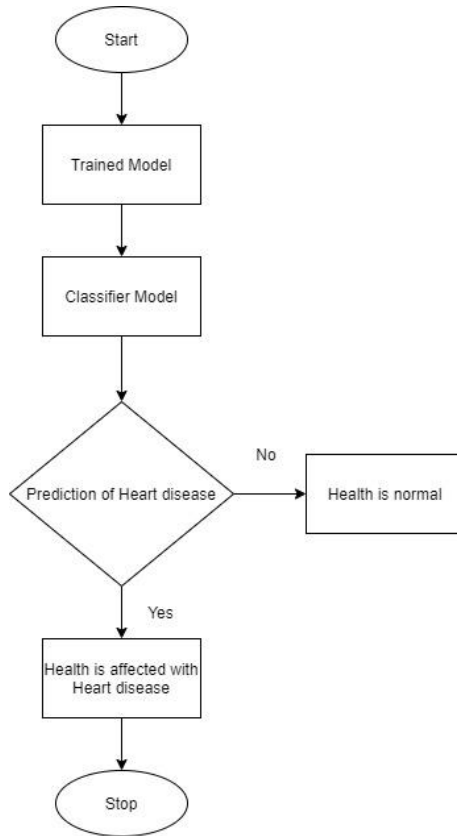 Start
Trained Model
Classifier Model
Prediction of Heart disease
No
Health is normal
Yes
Health is affected with
Heart disease
Stop